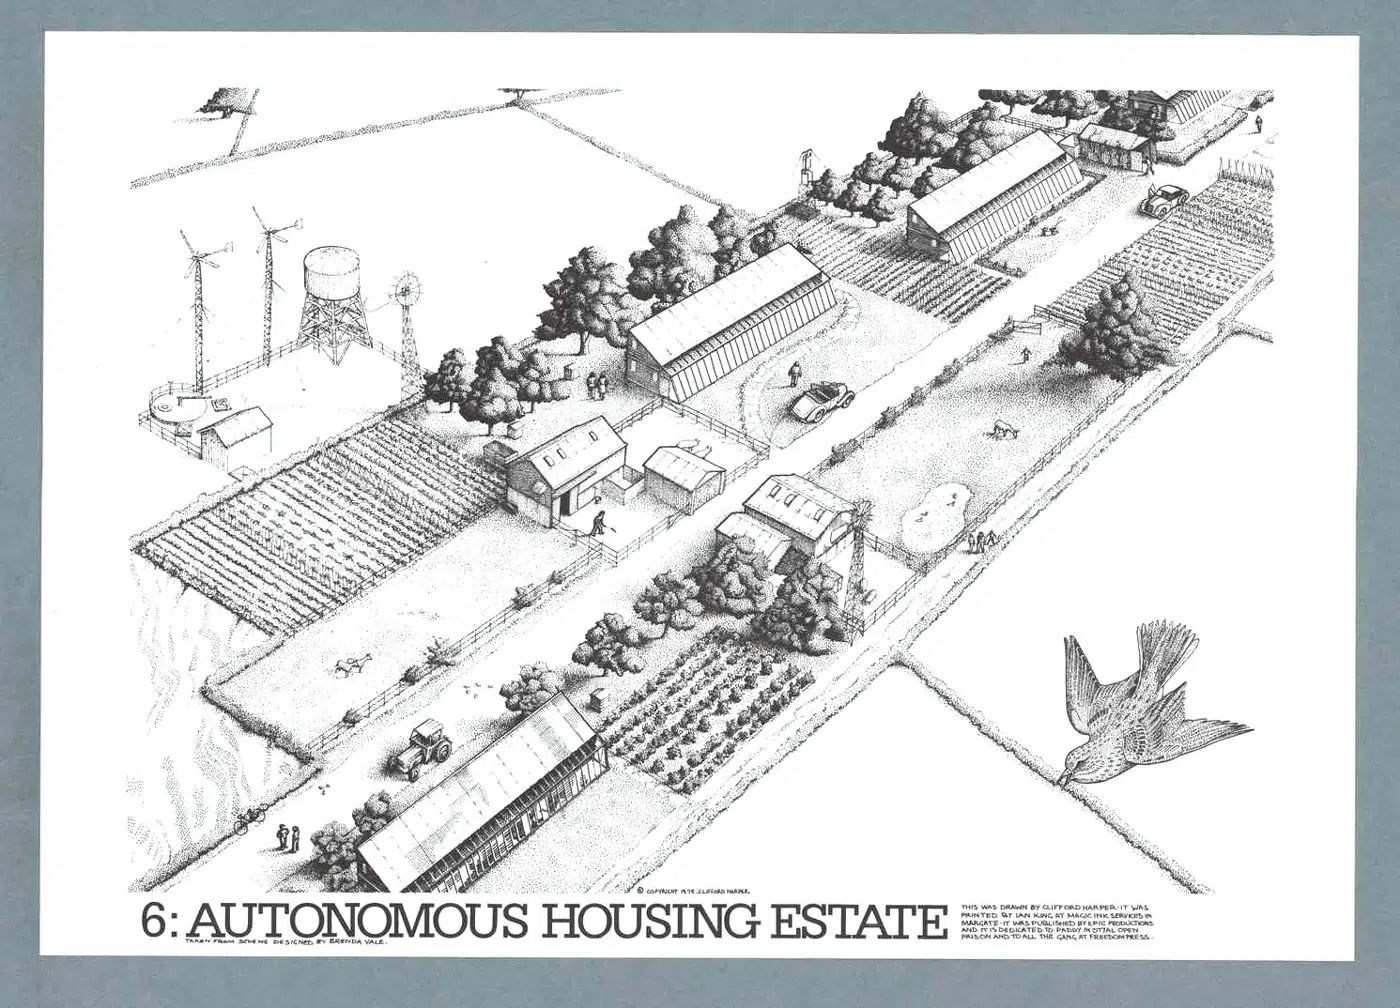 © COPYRIGHT 1975 :CLIFFORD HARPER.
6: AUTONOMOUS HOUSING ESTATE
TAKEN FROM SCHEME DESIGNED BY BRENDA VALE.
THIS WAS DRAWN BY CLIFFORD HARPER·IT WAS
PRINTED BY IAN KING AT MAGIC INK SERVICES IN
MARGATE·IT WAS PUBLISHED BY EPIC PRODUCTIONS
AND IT IS DEDICATED TO PADDY IN OPEN
PRISON AND TO ALL THE GANG AT FREEDOM PRESS·